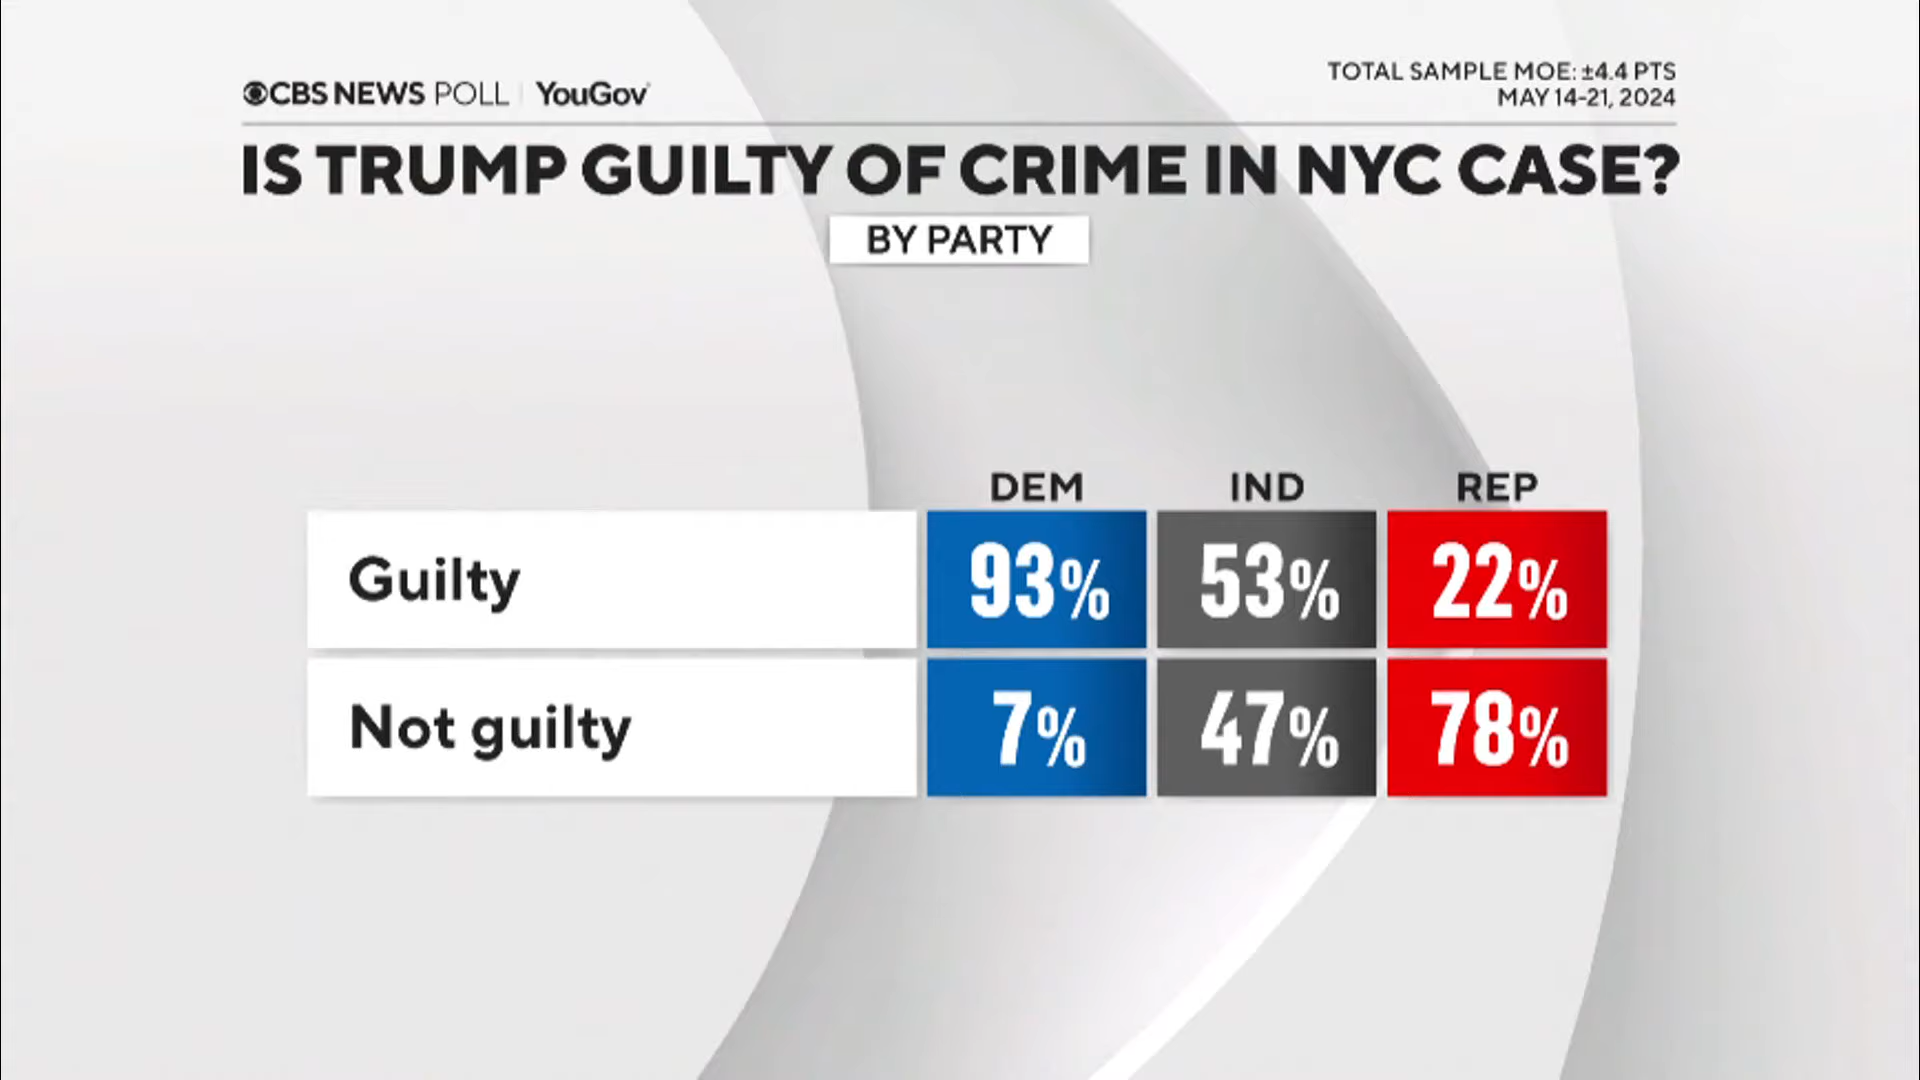 CBS NEWS POLL | YouGov
TOTAL SAMPLE MOE: ±4.4 PTS
MAY 14-21, 2024
IS TRUMP GUILTY OF CRIME IN NYC CASE?
BY PARTY
DEM IND REP
Guilty 93% 53% 22%
Not guilty 7% 47% 78%